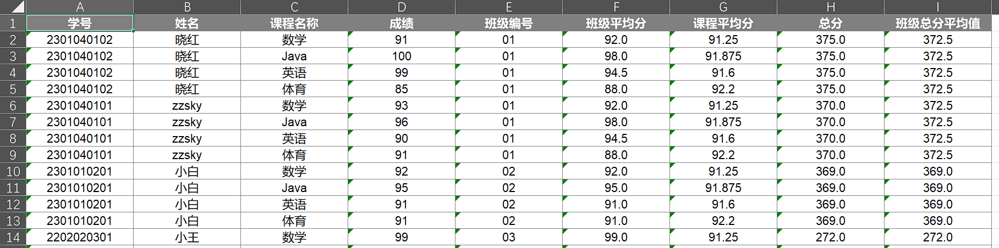 A B C D E F G H I
1 学号 姓名 课程名称 成绩 班级编号 班级平均分 课程平均分 总分 班级总分平均值
2 2301040102 晓红 数学 91 01 92.0 91.25 375.0 372.5
3 2301040102 晓红 Java 100 01 98.0 91.875 375.0 372.5
4 2301040102 晓红 英语 99 01 94.5 91.6 375.0 372.5
5 2301040102 晓红 体育 85 01 88.0 92.2 375.0 372.5
6 2301040101 zzsky 数学 93 01 92.0 91.25 370.0 372.5
7 2301040101 zzsky Java 96 01 98.0 91.875 370.0 372.5
8 2301040101 zzsky 英语 90 01 94.5 91.6 370.0 372.5
9 2301040101 zzsky 体育 91 01 88.0 92.2 370.0 372.5
10 2301010201 小白 数学 92 02 92.0 91.25 369.0 369.0
11 2301010201 小白 Java 95 02 95.0 91.875 369.0 369.0
12 2301010201 小白 英语 91 02 91.0 91.6 369.0 369.0
13 2301010201 小白 体育 91 02 91.0 92.2 369.0 369.0
14 2202020301 小王 数学 99 03 99.0 91.25 272.0 272.0